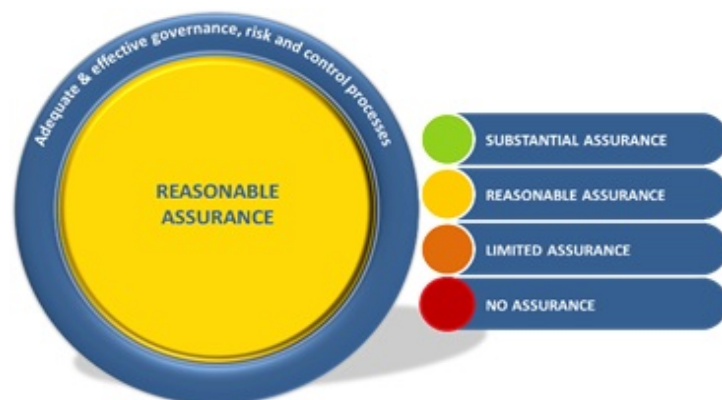 Adequate & effective governance, risk and control processes
REASONABLE
ASSURANCE
SUBSTANTIAL ASSURANCE
REASONABLE ASSURANCE
LIMITED ASSURANCE
NO ASSURANCE